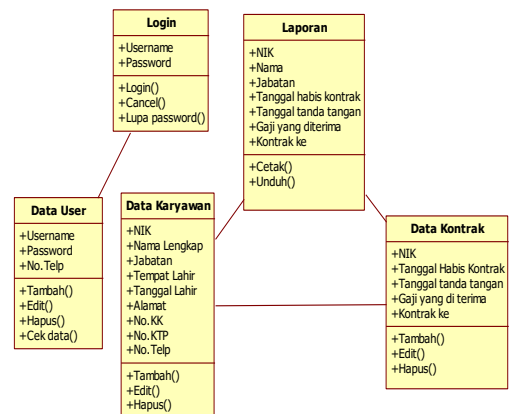 Login
+Username
+Password
+Login()
+Cancel()
+Lupa password()
Laporan
+NIK
+Nama
+Jabatan
+Tanggal habis kontrak
+Tanggal tanda tangan
+Gaji yang diterima
+Kontrak ke
+Cetak()
+Unduh()
Data User
+Username
+Password
+No.Telp
+Tambah()
+Edit()
+Hapus()
+Cek data()
Data Karyawan
+NIK
+Nama Lengkap
+Jabatan
+Tempat Lahir
+Tanggal Lahir
+Alamat
+No.KK
+No.KTP
+No.Telp
+Tambah()
+Edit()
+Hapus()
Data Kontrak
+NIK
+Tanggal Habis Kontrak
+Tanggal tanda tangan
+Gaji yang di terima
+Kontrak ke
+Tambah()
+Edit()
+Hapus()